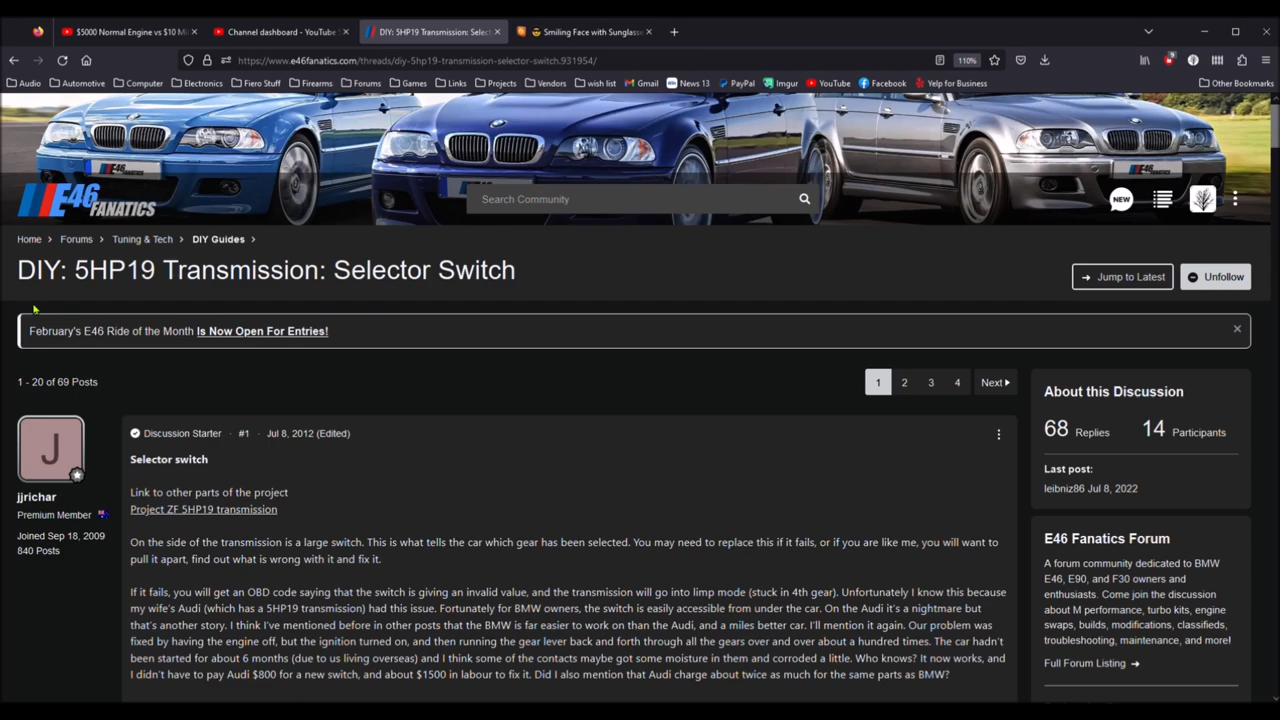 $5000 Normal Engine vs $10 Mi
Channel dashboard - YouTube S
DIY: 5HP19 Transmission: Select
Smiling Face with Sunglasse
https://www.e46fanatics.com/threads/diy-5hp19-transmission-selector-switch.931954/
110%
Audio
Automotive
Computer
Electronics
Fiero Stuff
Firearms
Forums
Games
Links
Projects
Vendors
wish list
Gmail
News 13
PayPal
Imgur
YouTube
Facebook
Yelp for Business
Other Bookmarks
E46 FANATICS
Search Community
NEW
Home > Forums > Tuning & Tech > DIY Guides >
DIY: 5HP19 Transmission: Selector Switch
→ Jump to Latest
Unfollow
February's E46 Ride of the Month Is Now Open For Entries!
1 - 20 of 69 Posts
1 2 3 4 Next
J
jjrichar
Premium Member
Joined Sep 18, 2009
840 Posts
Discussion Starter · #1 · Jul 8, 2012 (Edited)
Selector switch
Link to other parts of the project
Project ZF 5HP19 transmission
On the side of the transmission is a large switch. This is what tells the car which gear has been selected. You may need to replace this if it fails, or if you are like me, you will want to
pull it apart, find out what is wrong with it and fix it.
If it fails, you will get an OBD code saying that the switch is giving an invalid value, and the transmission will go into limp mode (stuck in 4th gear). Unfortunately I know this because
my wife's Audi (which has a 5HP19 transmission) had this issue. Fortunately for BMW owners, the switch is easily accessible from under the car. On the Audi it's a nightmare but
that's another story. I think I've mentioned before in other posts that the BMW is far easier to work on than the Audi, and a miles better car. I'll mention it again. Our problem was
fixed by having the engine off, but the ignition turned on, and then running the gear lever back and forth through all the gears over and over about a hundred times. The car hadn't
been started for about 6 months (due to us living overseas) and I think some of the contacts maybe got some moisture in them and corroded a little. Who knows? It now works, and
I didn't have to pay Audi $800 for a new switch, and about $1500 in labour to fix it. Did I also mention that Audi charge about twice as much for the same parts as BMW?
About this Discussion
68 Replies 14 Participants
Last post:
leibniz86 Jul 8, 2022
E46 Fanatics Forum
A forum community dedicated to BMW
E46, E90, and F30 owners and
enthusiasts. Come join the discussion
about M performance, turbo kits, engine
swaps, builds, modifications, classifieds,
troubleshooting, maintenance, and more!
Full Forum Listing →